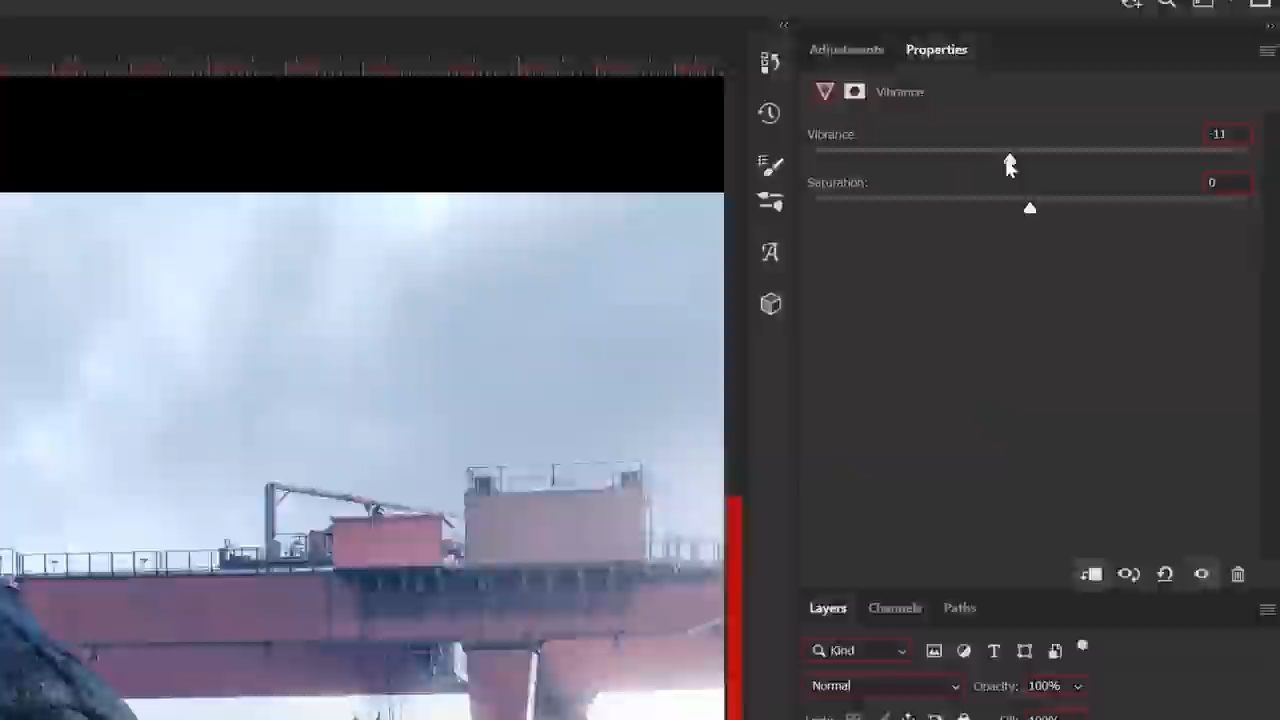 Adjustments Properties
Vibrance
Vibrance: -11
Saturation: 0
Layers Channels Paths
Kind
Normal Opacity: 100%